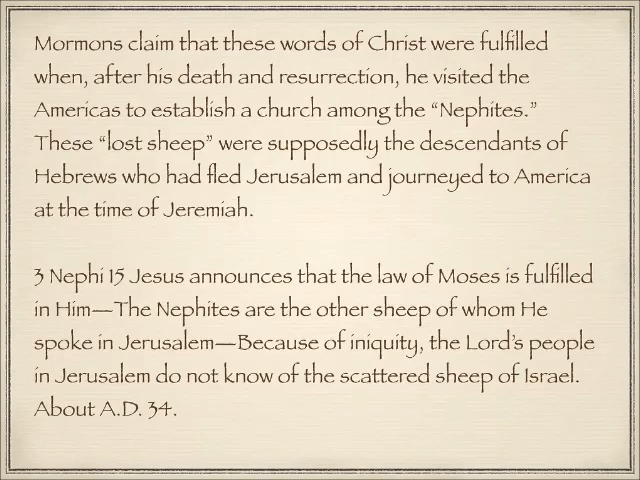 Mormons claim that these words of Christ were fulfilled
when, after his death and resurrection, he visited the
Americas to establish a church among the “Nephites.”
These “lost sheep” were supposedly the descendants of
Hebrews who had fled Jerusalem and journeyed to America
at the time of Jeremiah.
3 Nephi 15 Jesus announces that the law of Moses is fulfilled
in Him—The Nephites are the other sheep of whom He
spoke in Jerusalem—Because of iniquity, the Lord’s people
in Jerusalem do not know of the scattered sheep of Israel.
About A.D. 34.